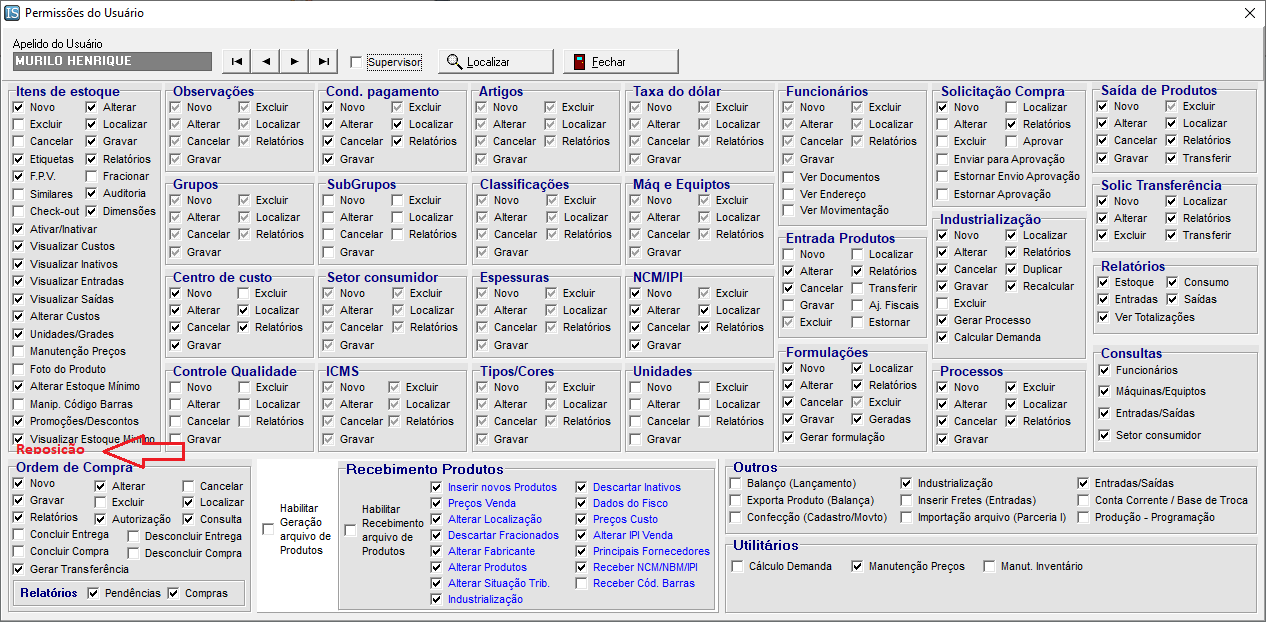 IS Permissões do Usuário
Apelido do Usuário
MURILO HENRIQUE
Supervisor
Localizar
Fechar
Itens de estoque
Novo Alterar
Excluir Localizar
Cancelar Gravar
Etiquetas Relatórios
F.P.V. Fracionar
Similares Auditoria
Check-out Dimensões
Ativar/Inativar
Visualizar Custos
Visualizar Inativos
Visualizar Entradas
Visualizar Saídas
Alterar Custos
Unidades/Grades
Manutenção Preços
Foto do Produto
Alterar Estoque Mínimo
Manip. Código Barras
Promoções/Descontos
Visualizar Estoque Mínimo
Reposição
Observações
Novo Excluir
Alterar Localizar
Cancelar Relatórios
Gravar
Grupos
Novo Excluir
Alterar Localizar
Cancelar Relatórios
Gravar
Centro de custo
Novo Excluir
Alterar Localizar
Cancelar Relatórios
Gravar
Controle Qualidade
Novo Excluir
Alterar Localizar
Cancelar Relatórios
Gravar
Cond. pagamento
Novo Excluir
Alterar Localizar
Cancelar Relatórios
Gravar
SubGrupos
Novo Excluir
Alterar Localizar
Cancelar Relatórios
Gravar
Setor consumidor
Novo Excluir
Alterar Localizar
Cancelar Relatórios
Gravar
ICMS
Novo Excluir
Alterar Localizar
Cancelar Relatórios
Gravar
Artigos
Novo Excluir
Alterar Localizar
Cancelar Relatórios
Gravar
Classificações
Novo Excluir
Alterar Localizar
Cancelar Relatórios
Gravar
Espessuras
Novo Excluir
Alterar Localizar
Cancelar Relatórios
Gravar
Tipos/Cores
Novo Excluir
Alterar Localizar
Cancelar Relatórios
Gravar
Taxa do dólar
Novo Excluir
Alterar Localizar
Cancelar Relatórios
Gravar
Máq e Equiptos
Novo Excluir
Alterar Localizar
Cancelar Relatórios
Gravar
NCM/IPI
Novo Excluir
Alterar Localizar
Cancelar Relatórios
Gravar
Unidades
Novo Excluir
Alterar Localizar
Cancelar Relatórios
Gravar
Funcionários
Novo Excluir
Alterar Localizar
Cancelar Relatórios
Gravar
Ver Documentos
Ver Endereço
Ver Movimentação
Entrada Produtos
Novo Localizar
Alterar Relatórios
Cancelar Transferir
Gravar Aj. Fiscais
Excluir Estornar
Formulações
Novo Localizar
Alterar Relatórios
Cancelar Excluir
Gravar Geradas
Gerar formulação
Solicitação Compra
Novo Localizar
Alterar Relatórios
Excluir Aprovar
Enviar para Aprovação
Estornar Envio Aprovação
Estornar Aprovação
Industrialização
Novo Localizar
Alterar Relatórios
Cancelar Duplicar
Gravar Recalcular
Excluir
Gerar Processo
Calcular Demanda
Processos
Novo Excluir
Alterar Localizar
Cancelar Relatórios
Gravar
Saída de Produtos
Novo Excluir
Alterar Localizar
Cancelar Relatórios
Gravar Transferir
Solic Transferência
Novo Localizar
Alterar Relatórios
Excluir Transferir
Relatórios
Estoque Consumo
Entradas Saídas
Ver Totalizações
Consultas
Funcionários
Máquinas/Equiptos
Entradas/Saídas
Setor consumidor
Ordem de Compra
Novo Alterar Cancelar
Gravar Excluir Localizar
Relatórios Autorização Consulta
Concluir Entrega Desconcluir Entrega
Concluir Compra Desconcluir Compra
Gerar Transferência
Relatórios Pendências Compras
Habilitar
Geração
arquivo de
Produtos
Recebimento Produtos
Habilitar
Recebimento
arquivo de
Produtos
Inserir novos Produtos Descartar Inativos
Preços Venda Dados do Fisco
Alterar Localização Preços Custo
Descartar Fracionados Alterar IPI Venda
Alterar Fabricante Principais Fornecedores
Alterar Produtos Receber NCM/NBM/IPI
Alterar Situação Trib. Receber Cód. Barras
Industrialização
Outros
Balanço (Lançamento) Industrialização Entradas/Saídas
Exporta Produto (Balança) Inserir Fretes (Entradas) Conta Corrente / Base de Troca
Confecção (Cadastro/Movto) Importação arquivo (Parceria I) Produção - Programação
Utilitários
Cálculo Demanda Manutenção Preços Manut. Inventário